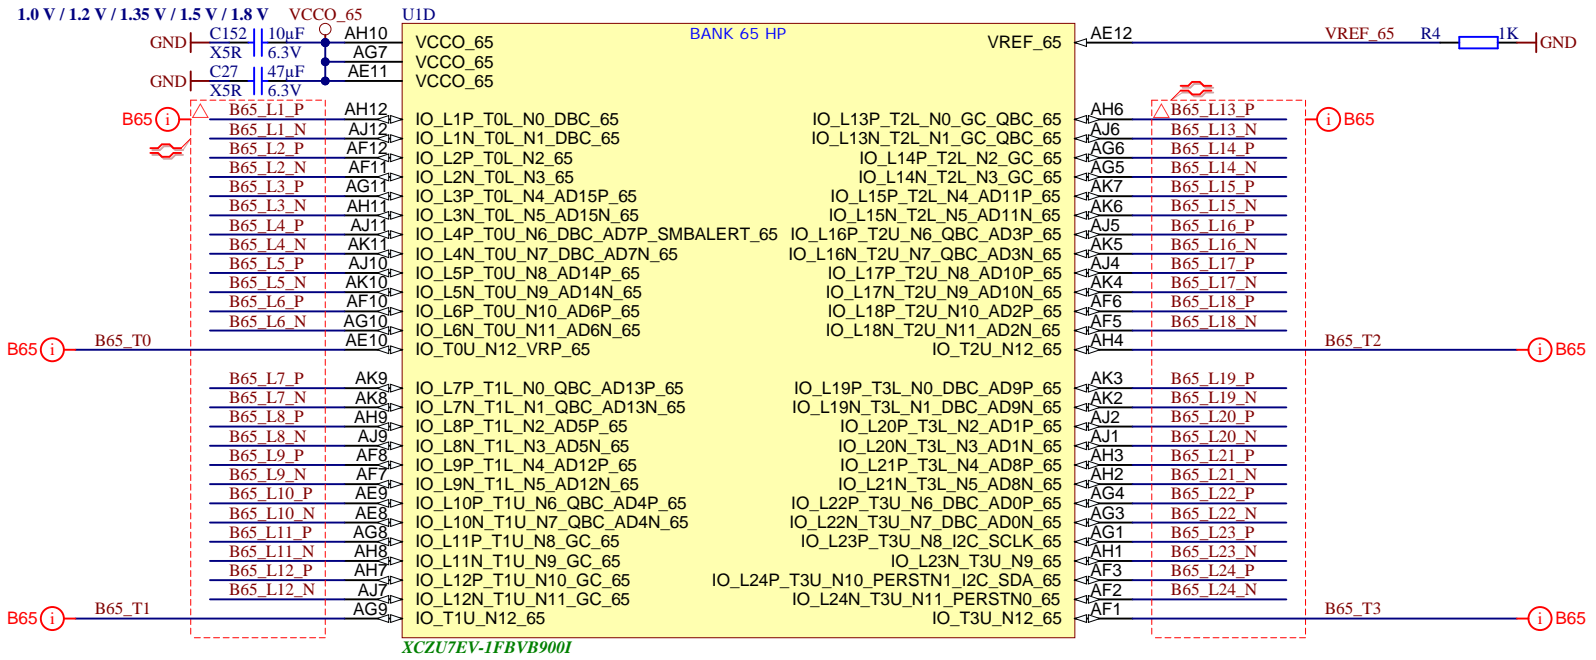 1.0 V / 1.2 V / 1.35 V / 1.5 V / 1.8 V VCCO_65 U1D
BANK 65 HP
GND C152 10µF X5R 6.3V AH10 VCCO_65 VREF_65 AE12 VREF_65 R4 1K GND
AG7 VCCO_65
GND C27 47µF X5R 6.3V AE11 VCCO_65
B65 i B65_L1_P AH12 IO_L1P_T0L_N0_DBC_65 IO_L13P_T2L_N0_GC_QBC_65 AH6 B65_L13_P i B65
B65_L1_N AJ12 IO_L1N_T0L_N1_DBC_65 IO_L13N_T2L_N1_GC_QBC_65 AJ6 B65_L13_N
B65_L2_P AF12 IO_L2P_T0L_N2_65 IO_L14P_T2L_N2_GC_65 AG6 B65_L14_P
B65_L2_N AF11 IO_L2N_T0L_N3_65 IO_L14N_T2L_N3_GC_65 AG5 B65_L14_N
B65_L3_P AG11 IO_L3P_T0L_N4_AD15P_65 IO_L15P_T2L_N4_AD11P_65 AK7 B65_L15_P
B65_L3_N AH11 IO_L3N_T0L_N5_AD15N_65 IO_L15N_T2L_N5_AD11N_65 AK6 B65_L15_N
B65_L4_P AJ11 IO_L4P_T0U_N6_DBC_AD7P_SMBALERT_65 IO_L16P_T2U_N6_QBC_AD3P_65 AJ5 B65_L16_P
B65_L4_N AK11 IO_L4N_T0U_N7_DBC_AD7N_65 IO_L16N_T2U_N7_QBC_AD3N_65 AK5 B65_L16_N
B65_L5_P AJ10 IO_L5P_T0U_N8_AD14P_65 IO_L17P_T2U_N8_AD10P_65 AJ4 B65_L17_P
B65_L5_N AK10 IO_L5N_T0U_N9_AD14N_65 IO_L17N_T2U_N9_AD10N_65 AK4 B65_L17_N
B65_L6_P AF10 IO_L6P_T0U_N10_AD6P_65 IO_L18P_T2U_N10_AD2P_65 AF6 B65_L18_P
B65_L6_N AG10 IO_L6N_T0U_N11_AD6N_65 IO_L18N_T2U_N11_AD2N_65 AF5 B65_L18_N
B65 i B65_T0 AE10 IO_T0U_N12_VRP_65 IO_T2U_N12_65 AH4 B65_T2 i B65
B65_L7_P AK9 IO_L7P_T1L_N0_QBC_AD13P_65 IO_L19P_T3L_N0_DBC_AD9P_65 AK3 B65_L19_P
B65_L7_N AK8 IO_L7N_T1L_N1_QBC_AD13N_65 IO_L19N_T3L_N1_DBC_AD9N_65 AK2 B65_L19_N
B65_L8_P AH9 IO_L8P_T1L_N2_AD5P_65 IO_L20P_T3L_N2_AD1P_65 AJ2 B65_L20_P
B65_L8_N AJ9 IO_L8N_T1L_N3_AD5N_65 IO_L20N_T3L_N3_AD1N_65 AJ1 B65_L20_N
B65_L9_P AF8 IO_L9P_T1L_N4_AD12P_65 IO_L21P_T3L_N4_AD8P_65 AH3 B65_L21_P
B65_L9_N AF7 IO_L9N_T1L_N5_AD12N_65 IO_L21N_T3L_N5_AD8N_65 AH2 B65_L21_N
B65_L10_P AE9 IO_L10P_T1U_N6_QBC_AD4P_65 IO_L22P_T3U_N6_DBC_AD0P_65 AG4 B65_L22_P
B65_L10_N AE8 IO_L10N_T1U_N7_QBC_AD4N_65 IO_L22N_T3U_N7_DBC_AD0N_65 AG3 B65_L22_N
B65_L11_P AG8 IO_L11P_T1U_N8_GC_65 IO_L23P_T3U_N8_I2C_SCLK_65 AG1 B65_L23_P
B65_L11_N AH8 IO_L11N_T1U_N9_GC_65 IO_L23N_T3U_N9_65 AH1 B65_L23_N
B65_L12_P AH7 IO_L12P_T1U_N10_GC_65 IO_L24P_T3U_N10_PERSTN1_I2C_SDA_65 AF3 B65_L24_P
B65_L12_N AJ7 IO_L12N_T1U_N11_GC_65 IO_L24N_T3U_N11_PERSTN0_65 AF2 B65_L24_N
B65 i B65_T1 AG9 IO_T1U_N12_65 IO_T3U_N12_65 AF1 B65_T3 i B65
XCZU7EV-1FBVB900I